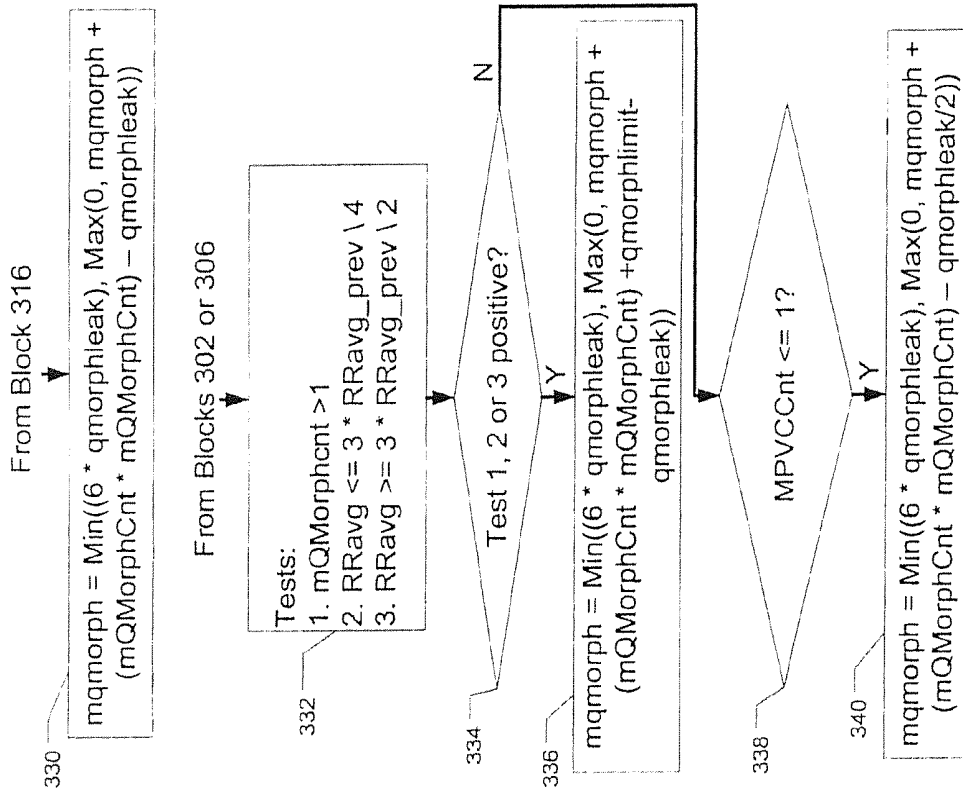 From Block 316
330
mqmorph = Min((6 * qmorphleak), Max(0, mqmorph +
(mQMorphCnt * mQMorphCnt) – qmorphleak))
From Blocks 302 or 306
332
Tests:
1. mQMorphcnt >1
2. RRavg <= 3 * RRavg_prev \ 4
3. RRavg >= 3 * RRavg_prev \ 2
334
Test 1, 2 or 3 positive?
N
Y
336
mqmorph = Min((6 * qmorphleak), Max(0, mqmorph +
(mQMorphCnt * mQMorphCnt) +qmorphlimit-
qmorphleak))
338
MPVCCnt <= 1?
Y
340
mqmorph = Min((6 * qmorphleak), Max(0, mqmorph +
(mQMorphCnt * mQMorphCnt) – qmorphleak/2))